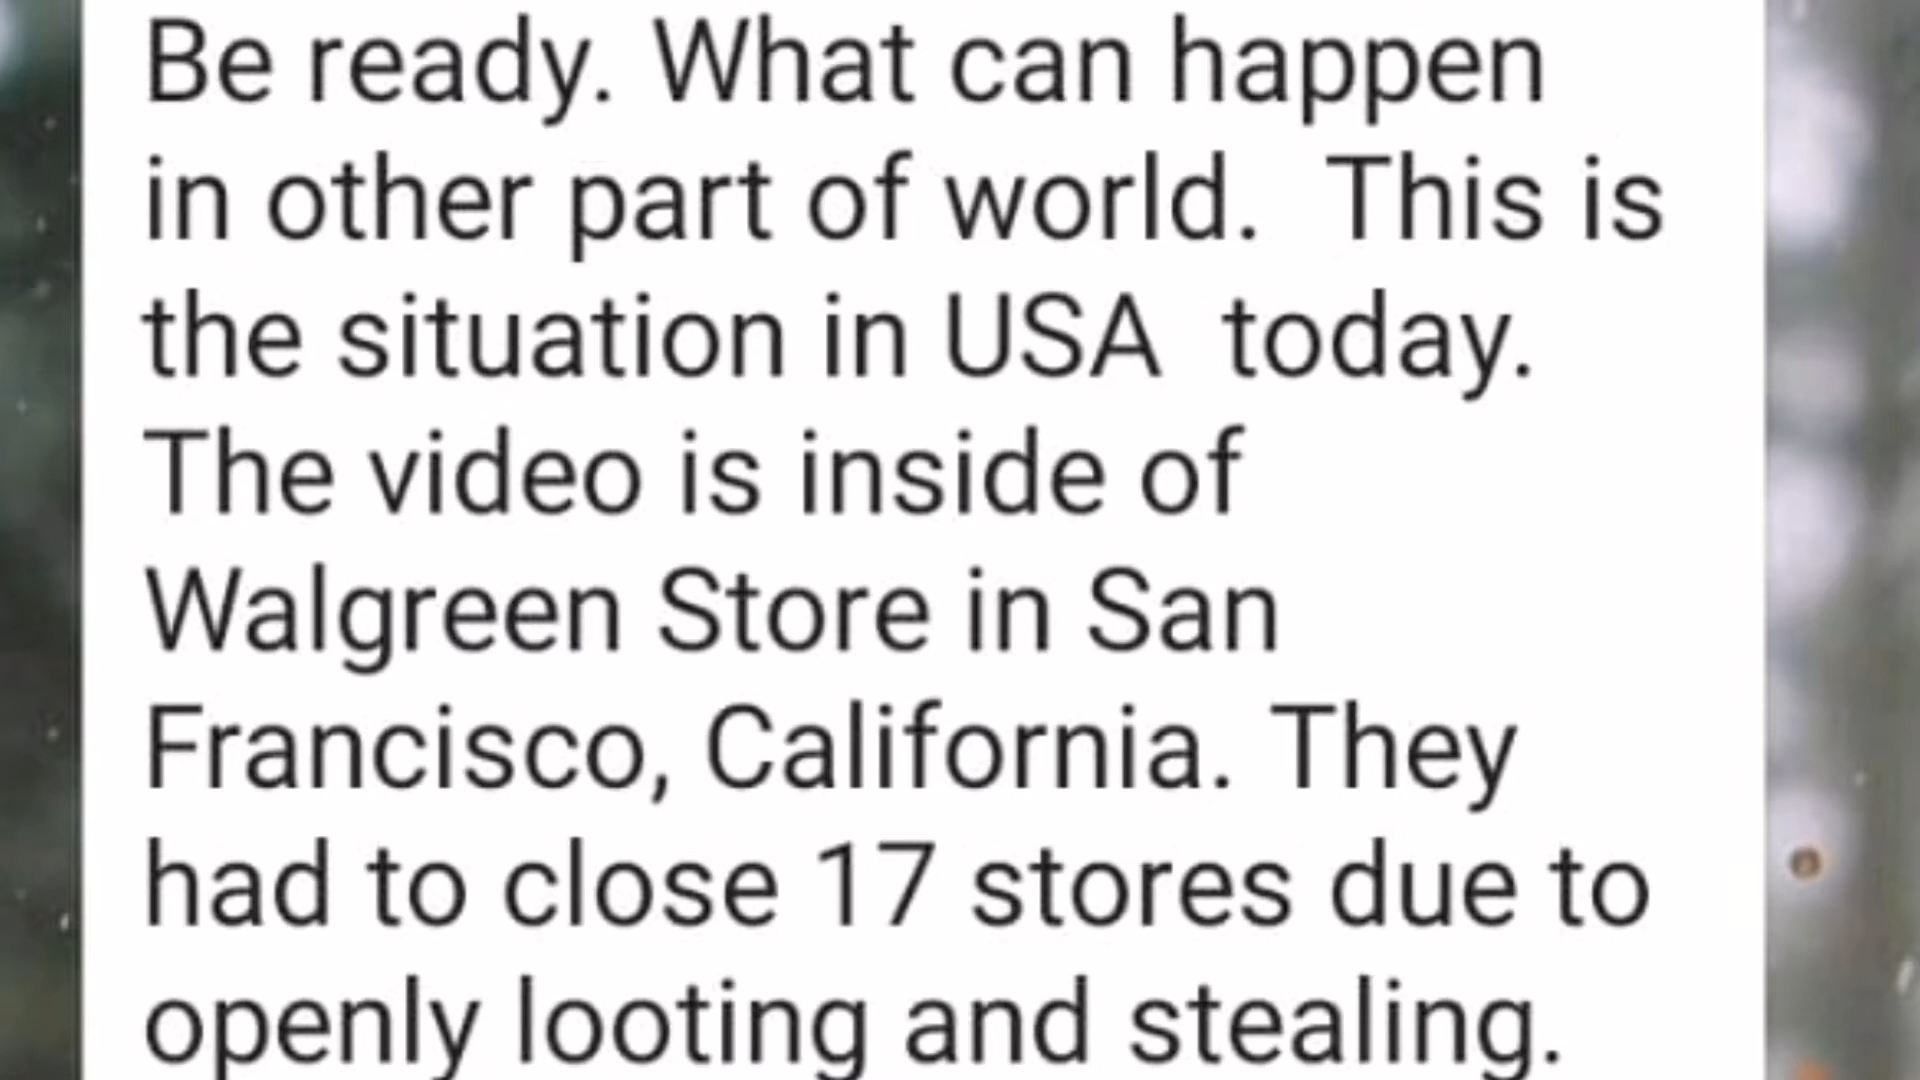 Be ready. What can happen
in other part of world.  This is
the situation in USA  today.
The video is inside of
Walgreen Store in San
Francisco, California. They
had to close 17 stores due to
openly looting and stealing.